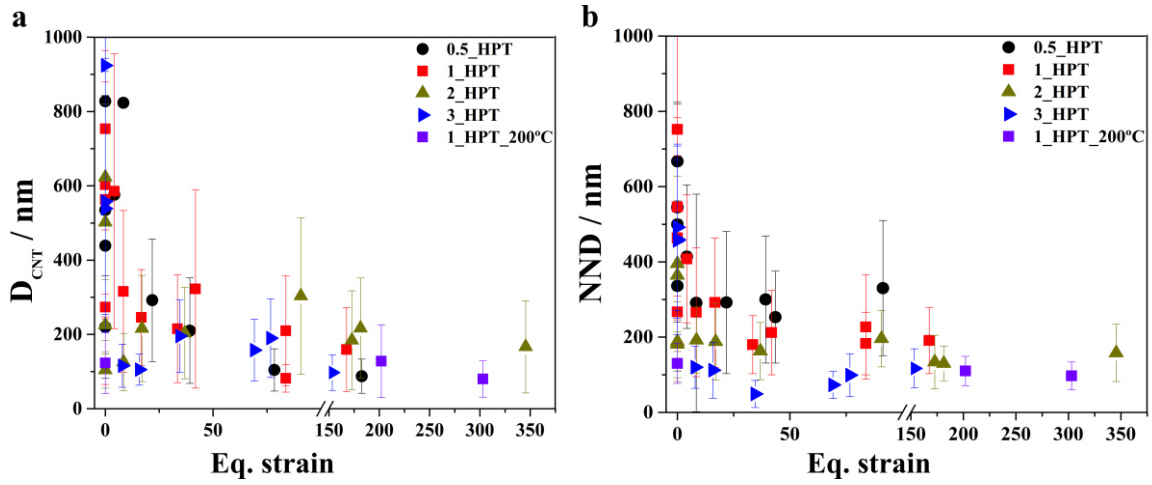 a
1000
800
600
400
200
0
D_CNT / nm
0.5_HPT
1_HPT
2_HPT
3_HPT
1_HPT_200ºC
0 50 150 200 250 300 350
Eq. strain
b
1000
800
600
400
200
0
NND / nm
0.5_HPT
1_HPT
2_HPT
3_HPT
1_HPT_200ºC
0 50 150 200 250 300 350
Eq. strain